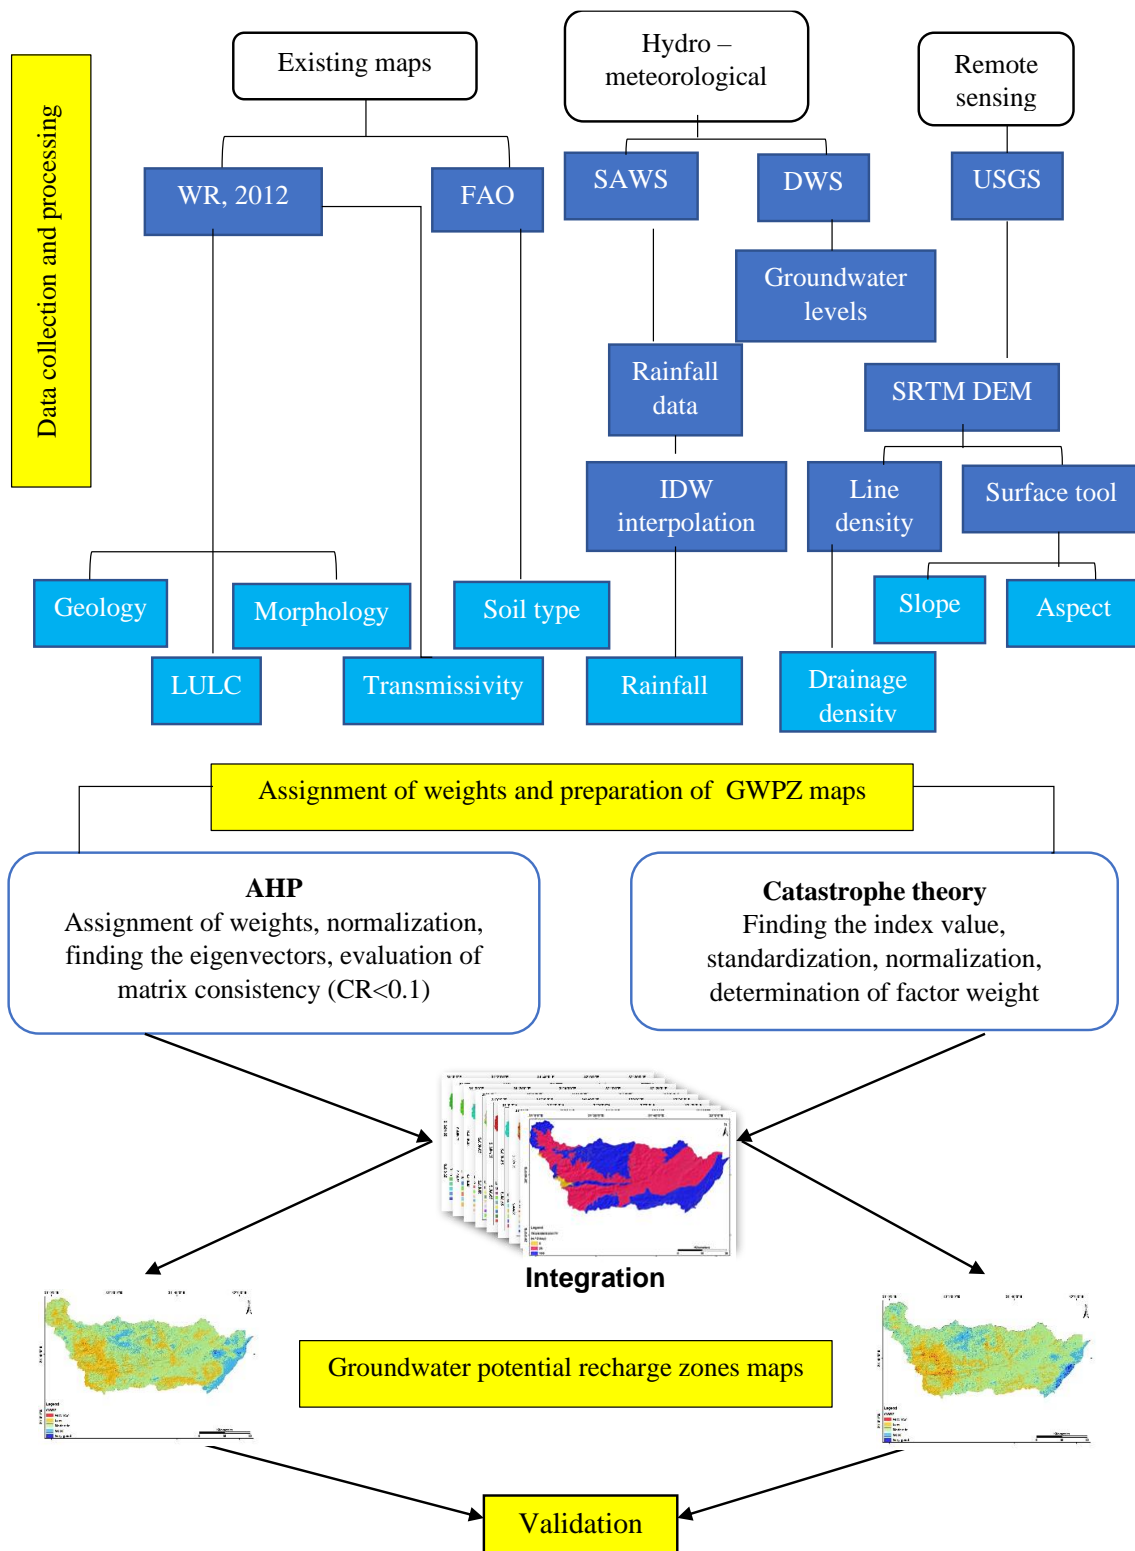 Data collection and processing
Existing maps
Hydro –
meteorological
Remote
sensing
WR, 2012
FAO
SAWS
DWS
USGS
Groundwater
levels
Rainfall
data
SRTM DEM
IDW
interpolation
Line
density
Surface tool
Geology
Morphology
Soil type
Slope
Aspect
LULC
Transmissivity
Rainfall
Drainage
density
Assignment of weights and preparation of GWPZ maps
AHP
Assignment of weights, normalization,
finding the eigenvectors, evaluation of
matrix consistency (CR<0.1)
Catastrophe theory
Finding the index value,
standardization, normalization,
determination of factor weight
Integration
Groundwater potential recharge zones maps
Validation